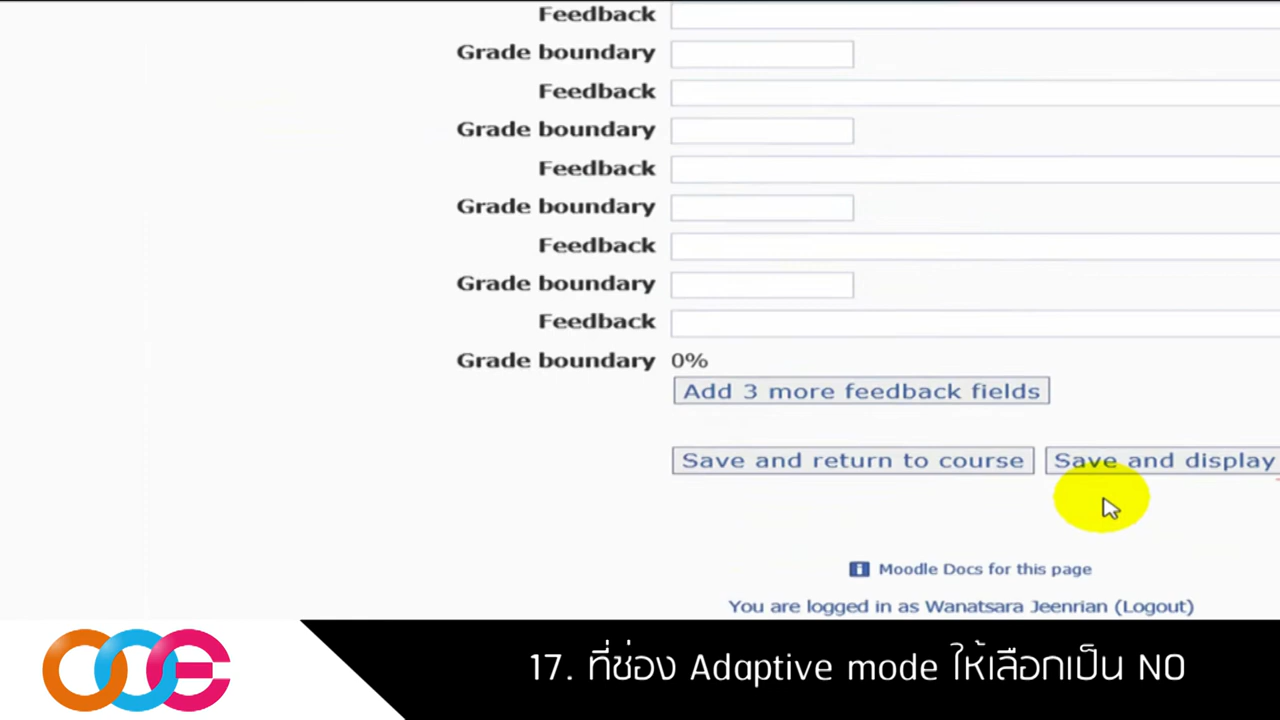 Feedback
Grade boundary
Feedback
Grade boundary
Feedback
Grade boundary
Feedback
Grade boundary
Feedback
Grade boundary 0%
Add 3 more feedback fields
Save and return to course Save and display
i Moodle Docs for this page
You are logged in as Wanatsara Jeenrian (Logout)
OOE 17. ที่ช่อง Adaptive mode ให้เลือกเป็น NO